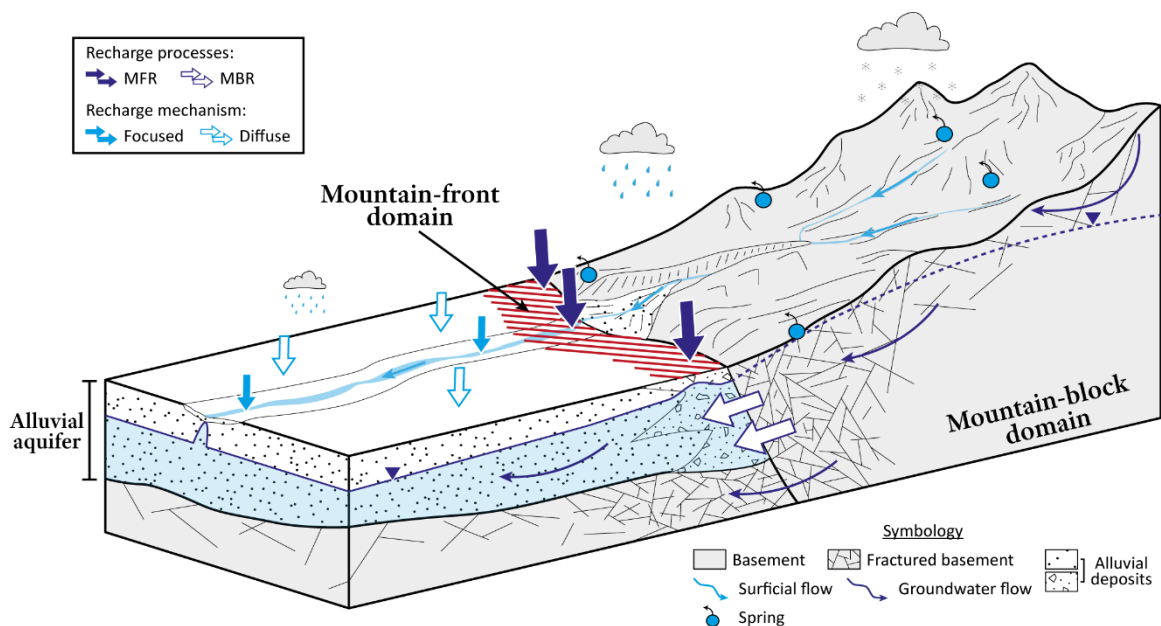 Recharge processes:
MFR MBR
Recharge mechanism:
Focused Diffuse
Mountain-front
domain
Alluvial
aquifer
Mountain-block
domain
Symbology
Basement Fractured basement Alluvial
deposits
Surficial flow Groundwater flow
Spring